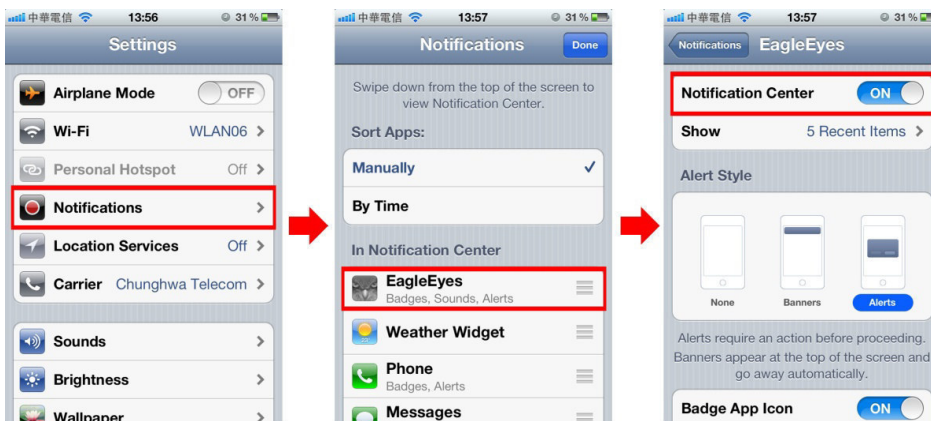 中華電信 13:56 31 %
Settings
Airplane Mode OFF
Wi-Fi WLAN06
Personal Hotspot Off
Notifications
Location Services Off
Carrier Chunghwa Telecom
Sounds
Brightness
Wallpaper
中華電信 13:57 31 %
Notifications Done
Swipe down from the top of the screen to
view Notification Center.
Sort Apps:
Manually
By Time
In Notification Center
EagleEyes
Badges, Sounds, Alerts
Weather Widget
Phone
Badges, Alerts
Messages
中華電信 13:57 31 %
Notifications EagleEyes
Notification Center ON
Show 5 Recent Items
Alert Style
None Banners Alerts
Alerts require an action before proceeding.
Banners appear at the top of the screen and
go away automatically.
Badge App Icon ON